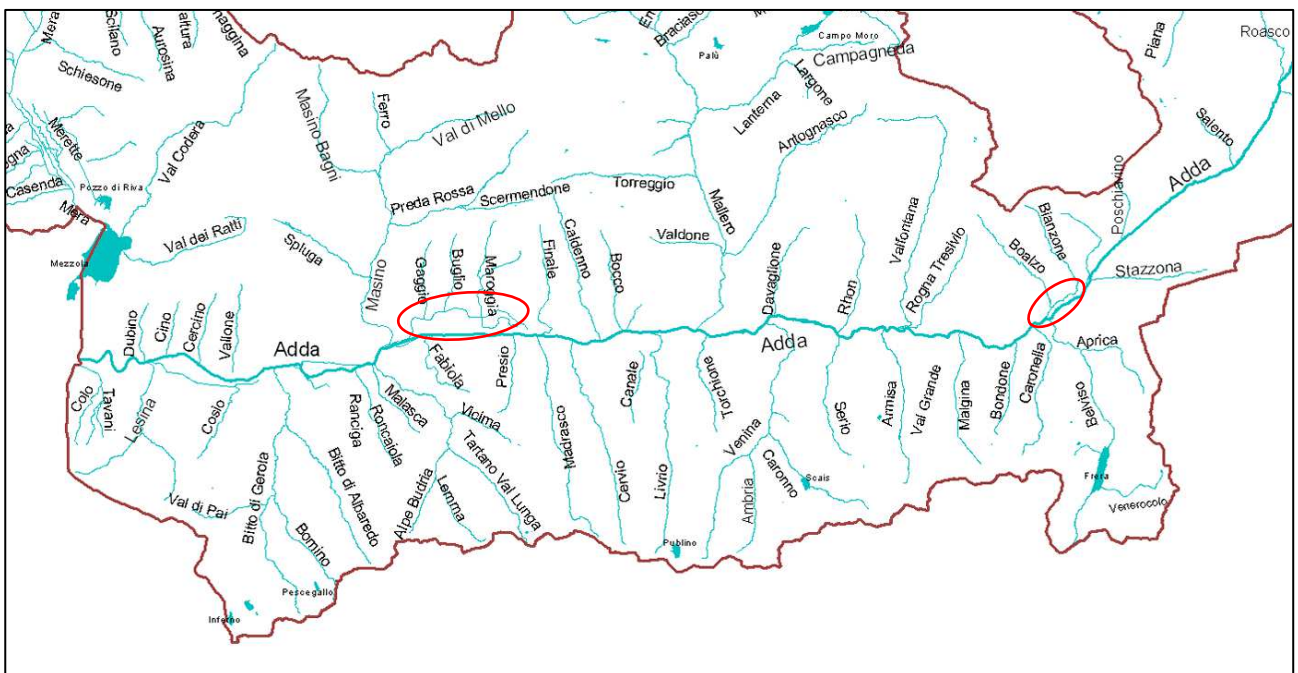 Mera
Scilano
Aurosina
Schiesone
Merette
Casenda
Pozzo di Riva
Mera
Mezzola
Val Codera
Val dei Ratti
Spluga
Masino Bagni
Ferro
Val di Mello
Preda Rossa
Scermendone
Torreggio
Masino
Gaggio
Buglio
Maroggia
Finale
Caldenno
Bocco
Valdone
Mallero
Palù
Campo Moro
Campagneda
Largone
Lanterna
Antognasco
Davaglione
Rhon
Valfontana
Rogna Tresivio
Boalzo
Bianzone
Poschiavino
Adda
Salento
Roasco
Stazzona
Dubino
Cino
Cercino
Vallone
Adda
Adda
Colo
Tavani
Lesina
Cosio
Val di Pai
Bitto di Gerola
Bomino
Pescegallo
Inferno
Bitto di Albaredo
Ranciga
Roncaiola
Malasca
Fabiola
Presio
Vicima
Tartano Val Lunga
Alpe Budria
Lemma
Madrasco
Cervio
Canale
Livrio
Publino
Torchione
Venina
Ambria
Caronno
Scais
Serio
Armisa
Val Grande
Malgina
Bondone
Caronella
Aprica
Belviso
Frera
Venerocolo